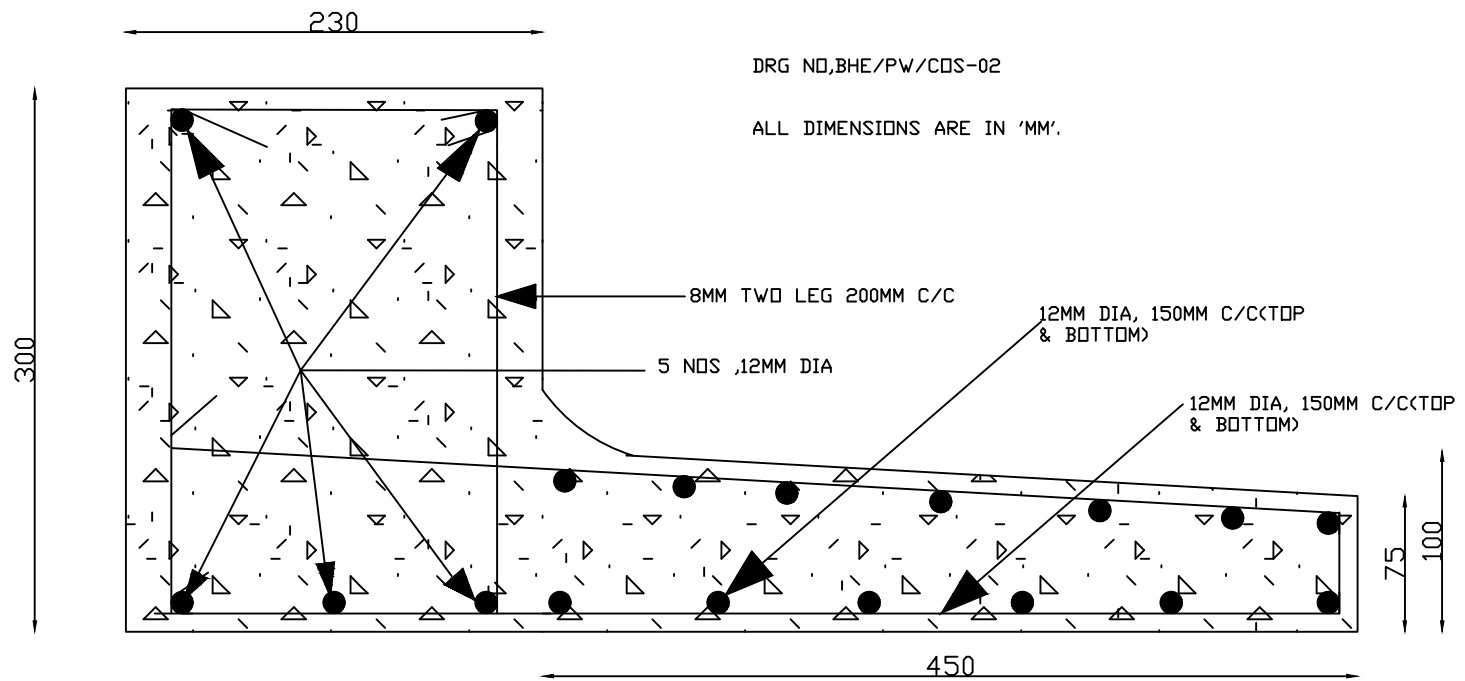 230
DRG NO,BHE/PW/COS-02
ALL DIMENSIONS ARE IN 'MM'.
8MM TWO LEG 200MM C/C
12MM DIA, 150MM C/C(TOP
& BOTTOM)
300
5 NOS ,12MM DIA
12MM DIA, 150MM C/C(TOP
& BOTTOM)
75
100
450